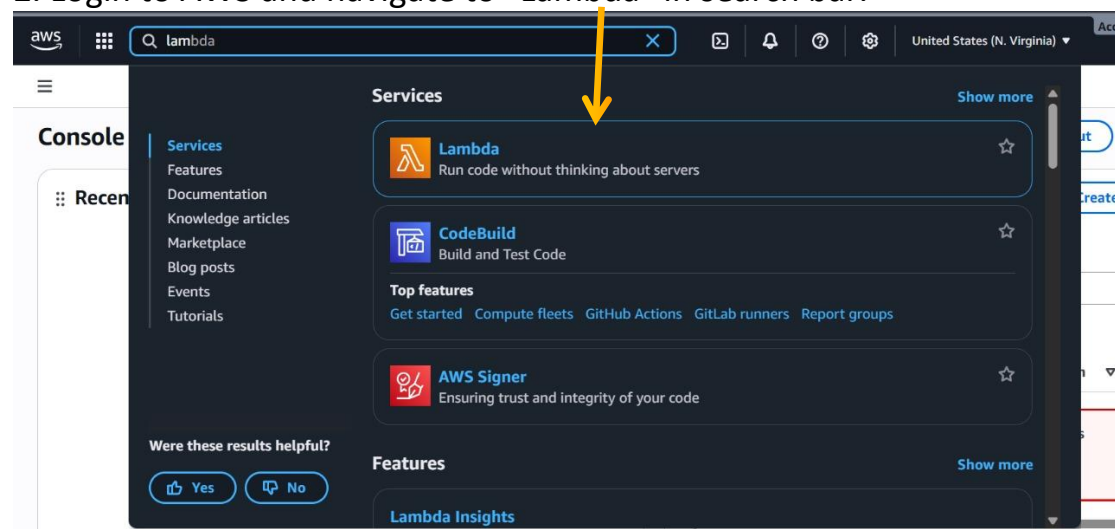 aws
lambda
United States (N. Virginia)
Console
Recen
Services
Features
Documentation
Knowledge articles
Marketplace
Blog posts
Events
Tutorials
Were these results helpful?
Yes
No
Services
Show more
Lambda
Run code without thinking about servers
CodeBuild
Build and Test Code
Top features
Get started Compute fleets GitHub Actions GitLab runners Report groups
AWS Signer
Ensuring trust and integrity of your code
Features
Show more
Lambda Insights